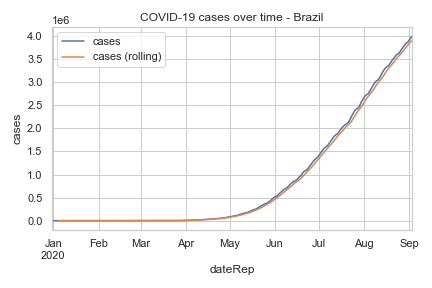 COVID-19 cases over time - Brazil
1e6
cases
cases (rolling)
4.0
3.5
3.0
2.5
2.0
1.5
1.0
0.5
0.0
cases
Jan Feb Mar Apr May Jun Jul Aug Sep
2020
dateRep